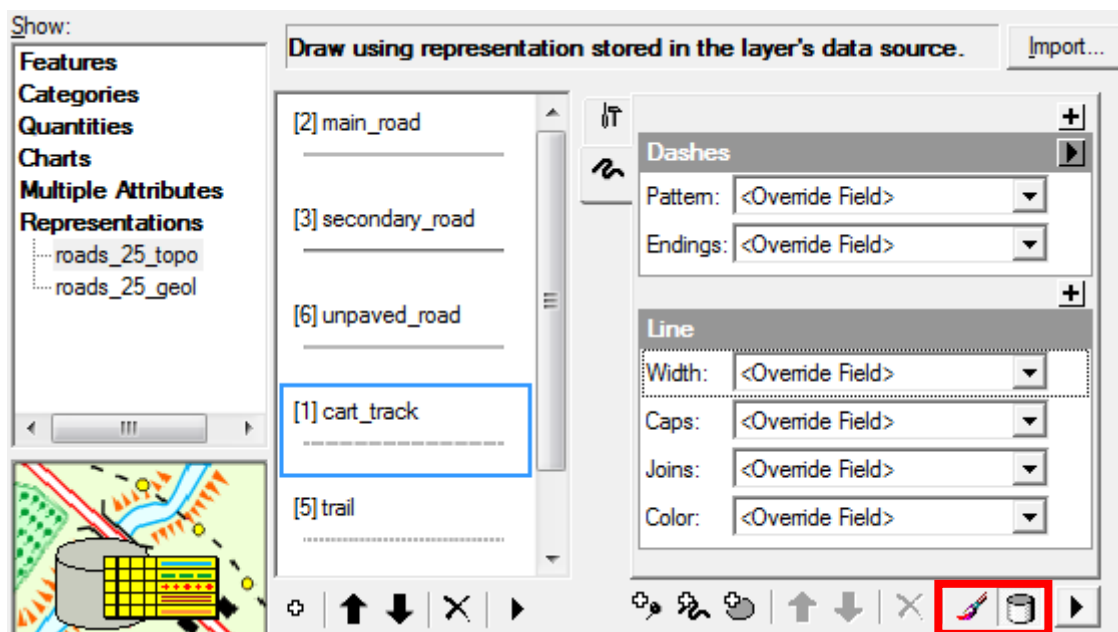 Show:
Features
Categories
Quantities
Charts
Multiple Attributes
Representations
roads_25_topo
roads_25_geol
Draw using representation stored in the layer's data source.
Import...
[2] main_road
[3] secondary_road
[6] unpaved_road
[1] cart_track
[5] trail
Dashes
Pattern: <Override Field>
Endings: <Override Field>
Line
Width: <Override Field>
Caps: <Override Field>
Joins: <Override Field>
Color: <Override Field>